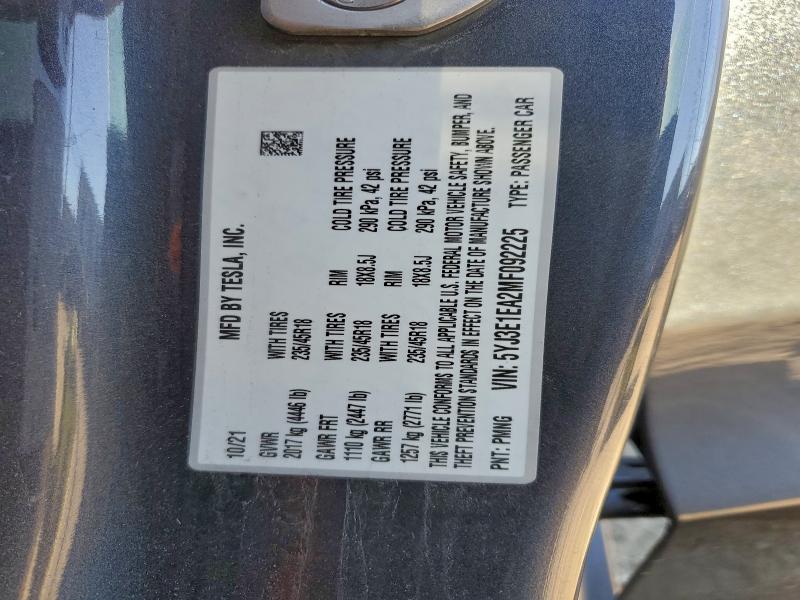 MFD BY TESLA, INC.
10/21
GVWR WITH TIRES RIM COLD TIRE PRESSURE
2017 kg (4446 lb) 235/45R18
GAWR FRT WITH TIRES RIM COLD TIRE PRESSURE
1110 kg (2447 lb) 235/45R18 18X8.5J 290 kPa, 42 psi
GAWR RR WITH TIRES RIM COLD TIRE PRESSURE
1257 kg (2771 lb) 235/45R18 18X8.5J 290 kPa, 42 psi
THIS VEHICLE CONFORMS TO ALL APPLICABLE U.S. FEDERAL MOTOR VEHICLE SAFETY, BUMPER, AND
THEFT PREVENTION STANDARDS IN EFFECT ON THE DATE OF MANUFACTURE SHOWN ABOVE.
PNT: PMNG VIN: 5YJ3E1EA2MF092225 TYPE: PASSENGER CAR